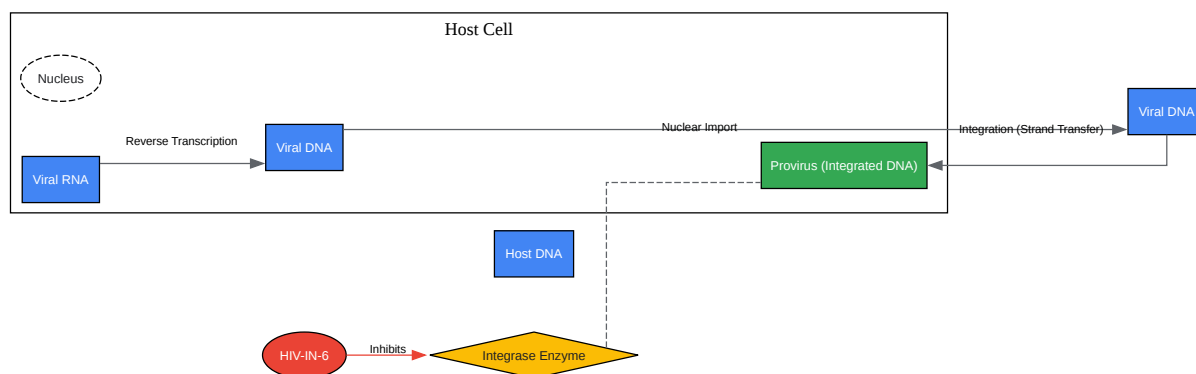 Host Cell
Nucleus
Viral DNA
Nuclear Import
Integration (Strand Transfer)
Reverse Transcription
Viral DNA
Provirus (Integrated DNA)
Viral RNA
Host DNA
HIV-IN-6
Inhibits
Integrase Enzyme